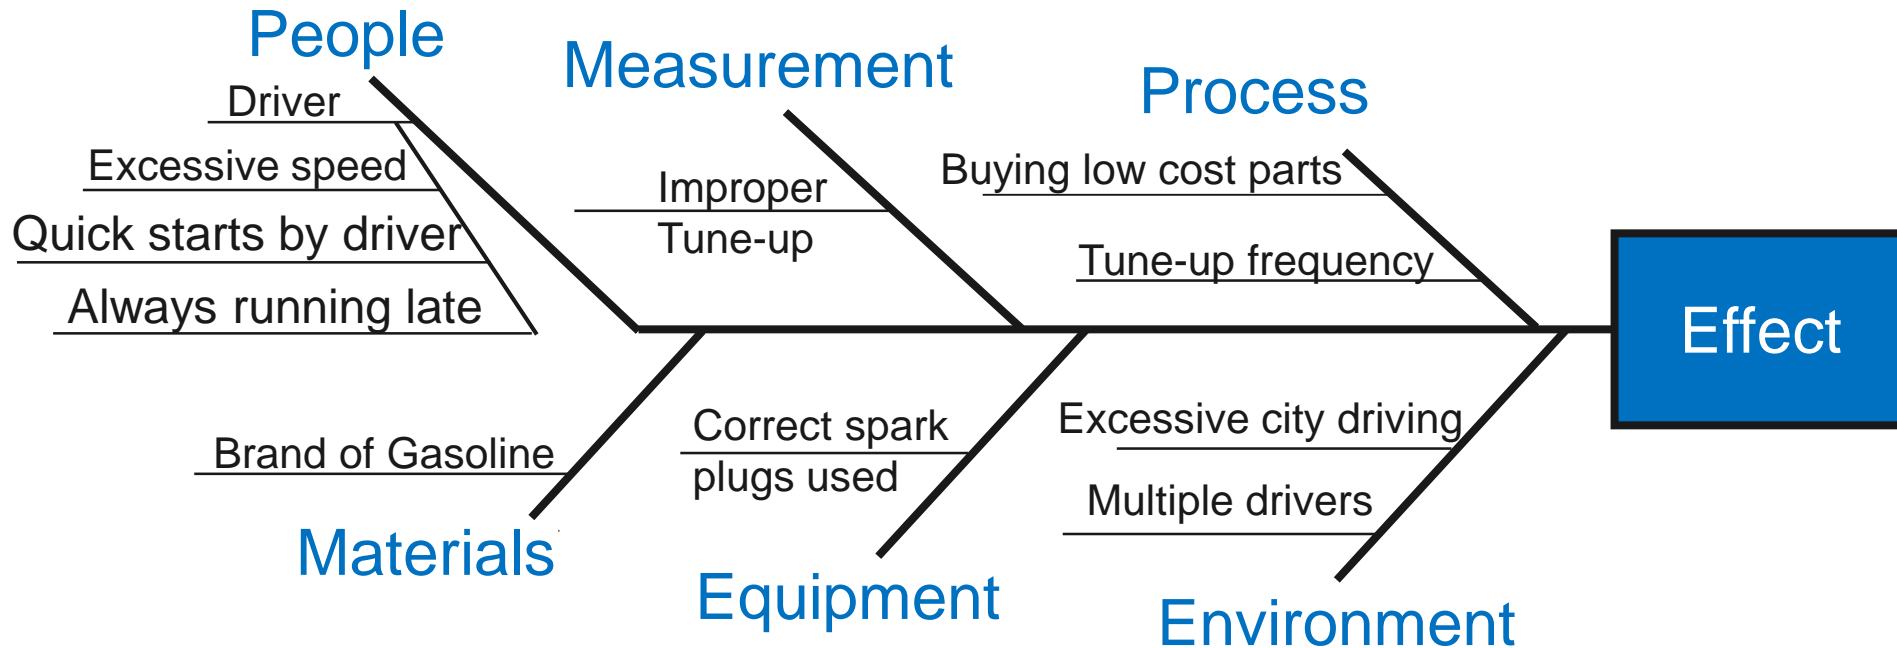 People
Driver
Excessive speed
Quick starts by driver
Always running late
Measurement
Improper
Tune-up
Process
Buying low cost parts
Tune-up frequency
Effect
Brand of Gasoline
Materials
Correct spark
plugs used
Equipment
Excessive city driving
Multiple drivers
Environment